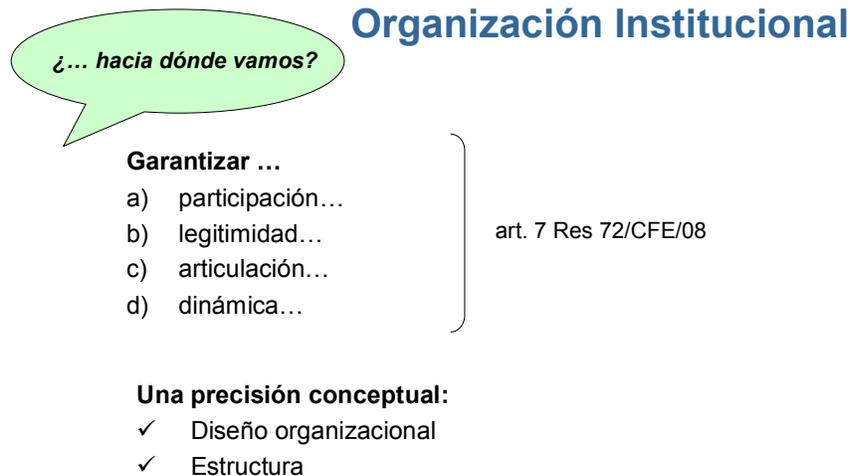 Organización Institucional
¿… hacia dónde vamos?
Garantizar …
a) participación…
b) legitimidad…
c) articulación…
d) dinámica…
art. 7 Res 72/CFE/08
Una precisión conceptual:
✓ Diseño organizacional
✓ Estructura